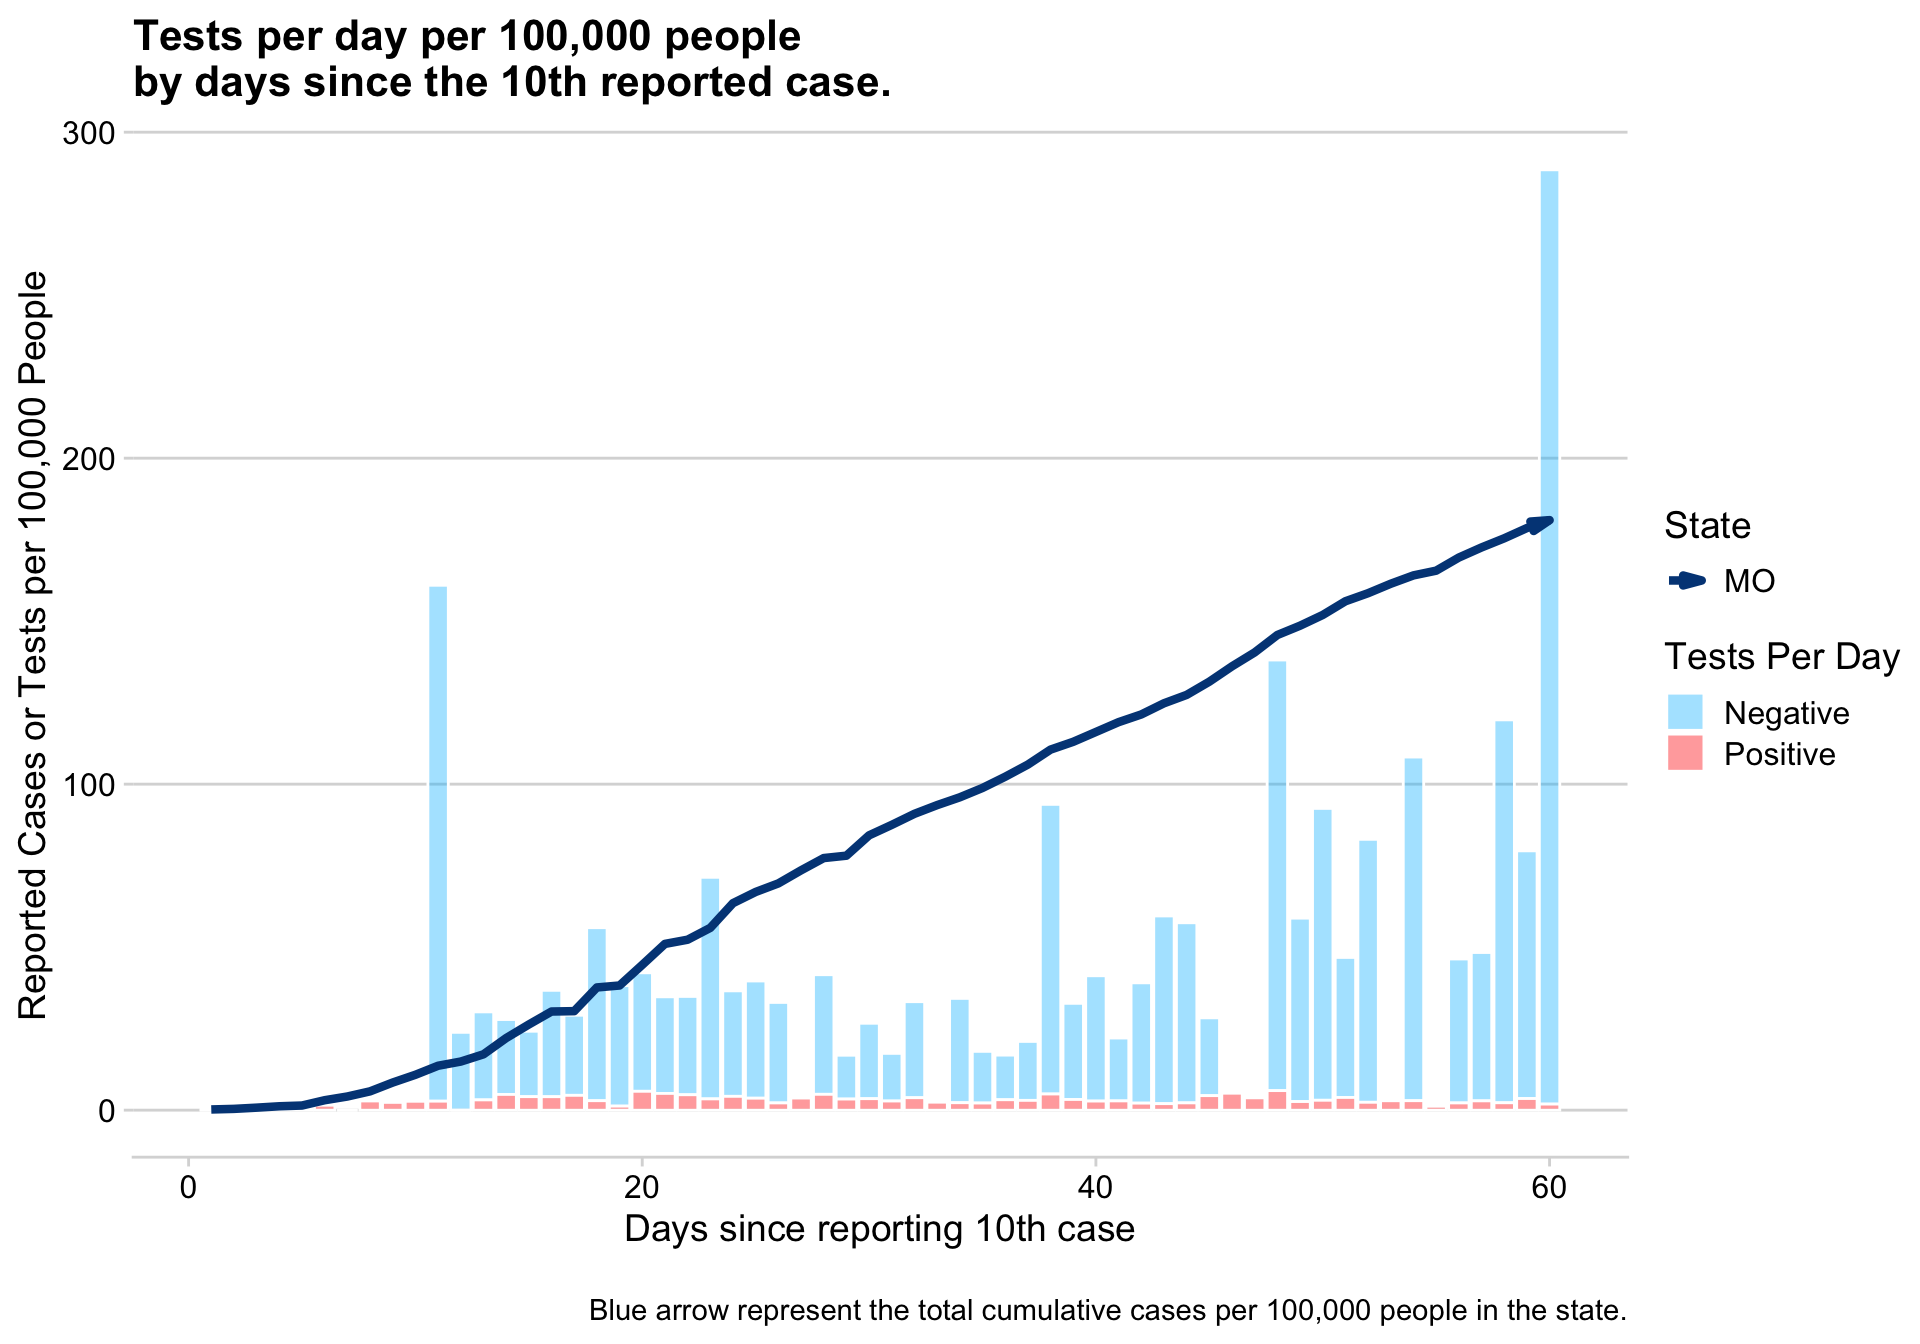 Tests per day per 100,000 people
by days since the 10th reported case.
Reported Cases or Tests per 100,000 People
300
200
100
0
0
20
40
60
Days since reporting 10th case
State
MO
Tests Per Day
Negative
Positive
Blue arrow represent the total cumulative cases per 100,000 people in the state.